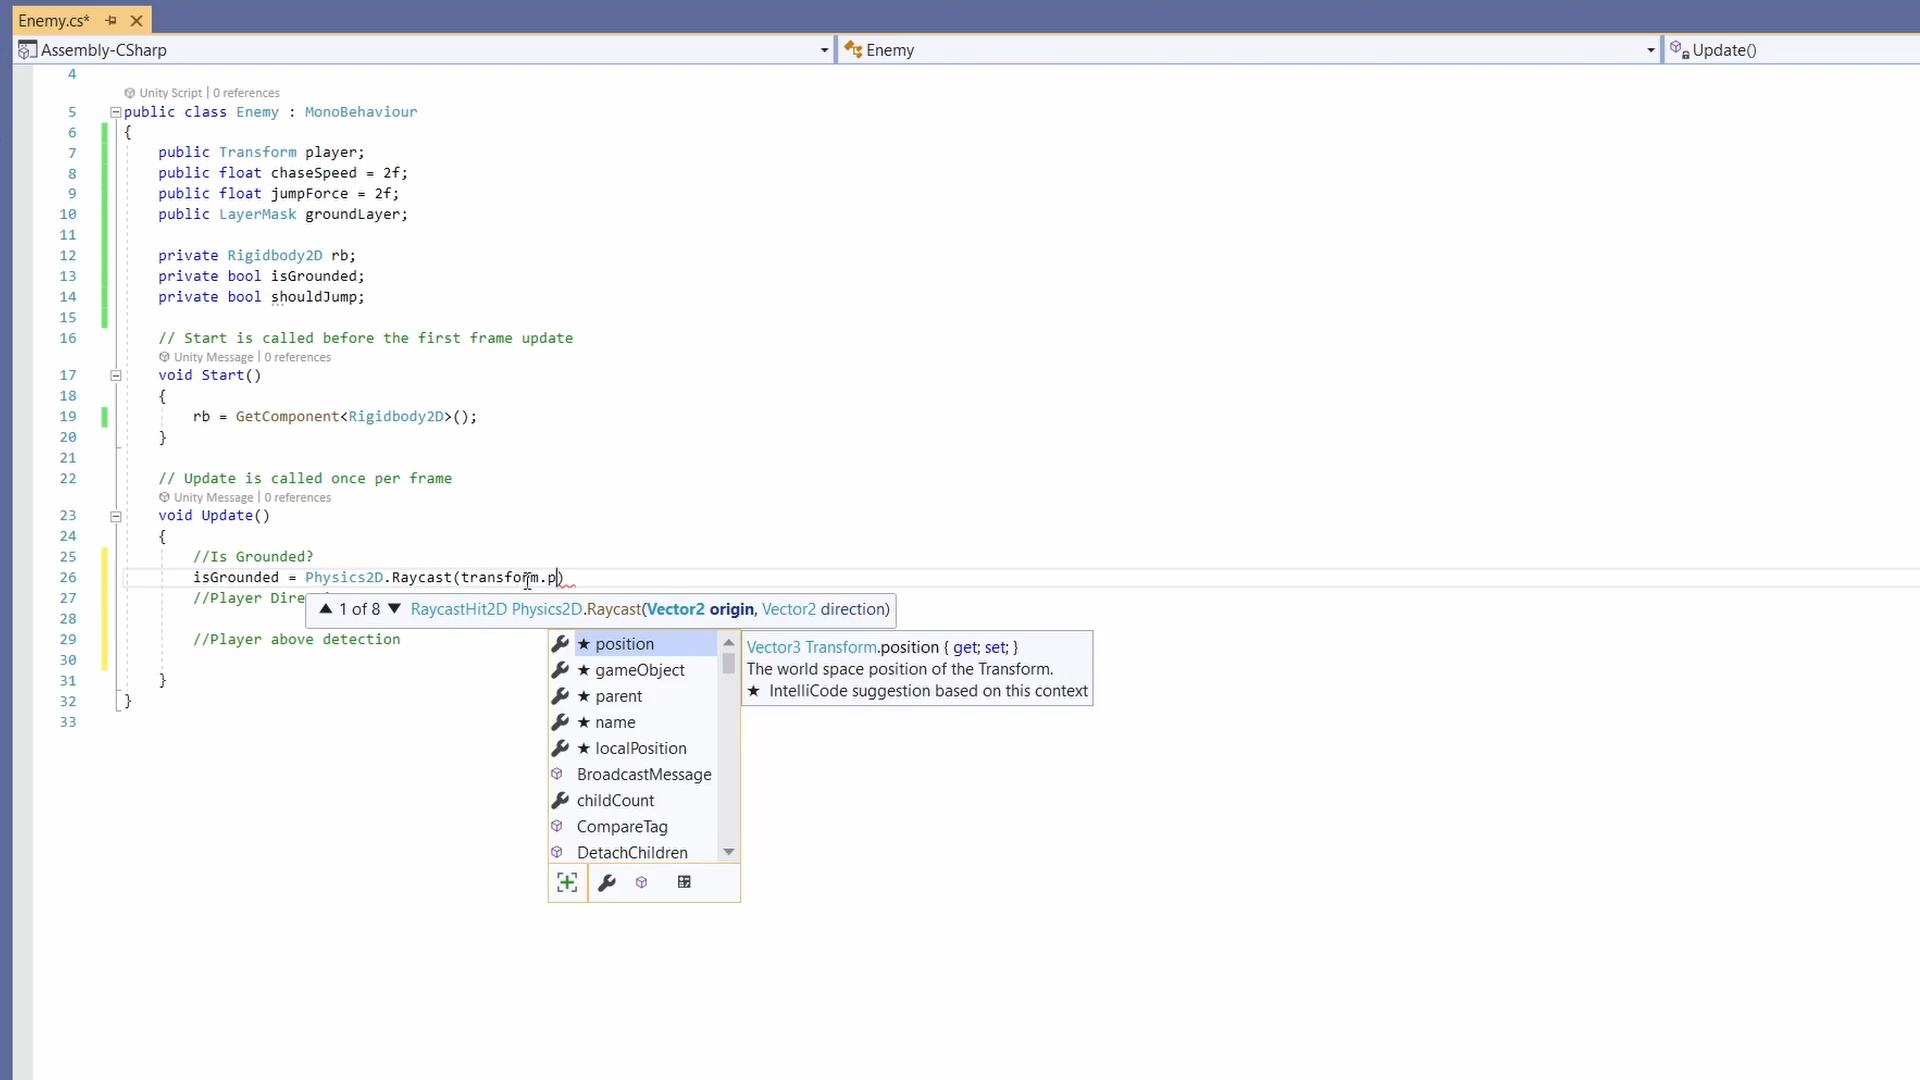 Enemy.cs*
Assembly-CSharp Enemy Update()
4
Unity Script | 0 references
5 public class Enemy : MonoBehaviour
6 {
7 public Transform player;
8 public float chaseSpeed = 2f;
9 public float jumpForce = 2f;
10 public LayerMask groundLayer;
11
12 private Rigidbody2D rb;
13 private bool isGrounded;
14 private bool shouldJump;
15
16 // Start is called before the first frame update
Unity Message | 0 references
17 void Start()
18 {
19 rb = GetComponent<Rigidbody2D>();
20 }
21
22 // Update is called once per frame
Unity Message | 0 references
23 void Update()
24 {
25 //Is Grounded?
26 isGrounded = Physics2D.Raycast(transform.p)
27 //Player Dire
▲ 1 of 8 ▼ RaycastHit2D Physics2D.Raycast(Vector2 origin, Vector2 direction)
28
29 //Player above detection
30
31 }
32 }
33
★ position
★ gameObject
★ parent
★ name
★ localPosition
BroadcastMessage
childCount
CompareTag
DetachChildren
Vector3 Transform.position { get; set; }
The world space position of the Transform.
★ IntelliCode suggestion based on this context